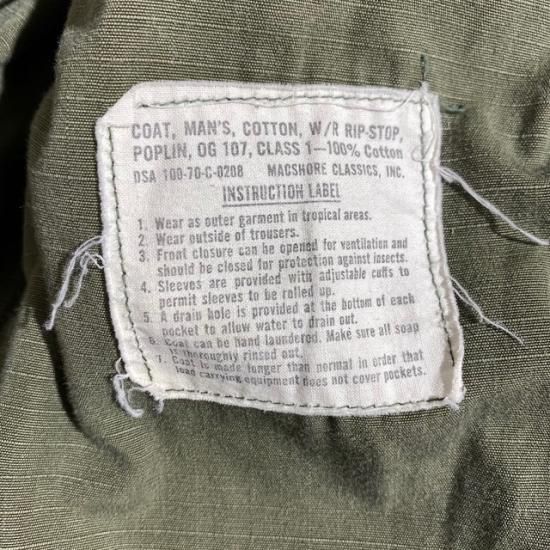 COAT, MAN'S, COTTON, W/R RIP-STOP,
POPLIN, OG 107, CLASS 1—100% Cotton
DSA 100-70-C-0208 MACSHORE CLASSICS, INC.
INSTRUCTION LABEL
1. Wear as outer garment in tropical areas.
2. Wear outside of trousers.
3. Front closure can be opened for ventilation and
should be closed for protection against insects.
4. Sleeves are provided with adjustable cuffs to
permit sleeves to be rolled up.
5. A drain hole is provided at the bottom of each
pocket to allow water to drain out.
6. Coat can be hand laundered. Make sure all soap
is thoroughly rinsed out.
7. Coat is made longer than normal in order that
load carrying equipment does not cover pockets.